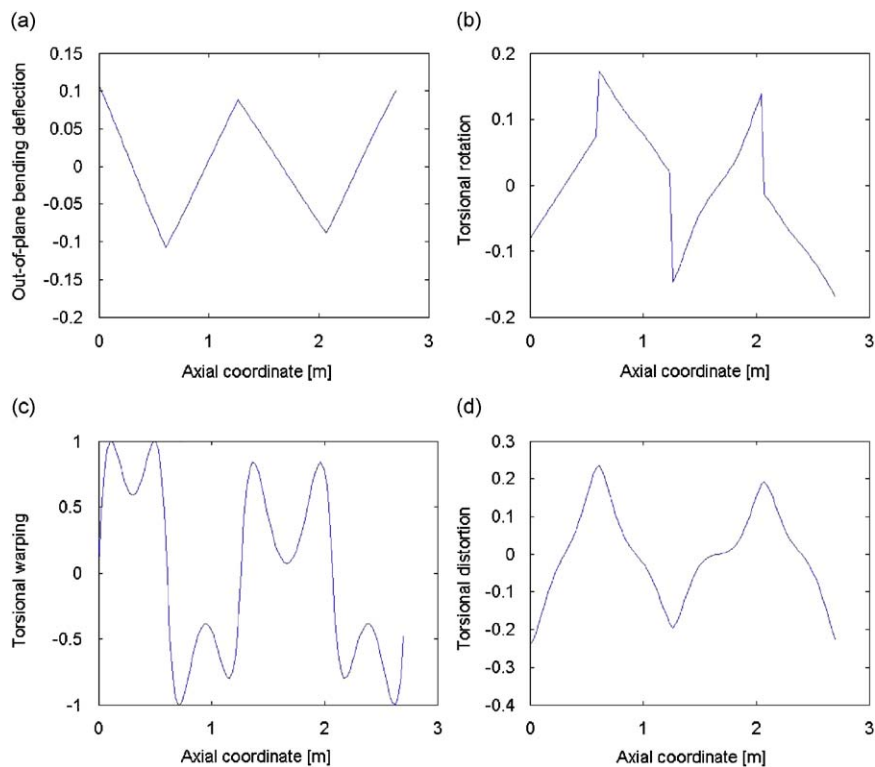 (a)
0.15
0.1
0.05
0
-0.05
-0.1
-0.15
-0.2
0 1 2 3
Out-of-plane bending deflection
Axial coordinate [m]
(b)
0.2
0.1
0
-0.1
-0.2
0 1 2 3
Torsional rotation
Axial coordinate [m]
(c)
1
0.5
0
-0.5
-1
0 1 2 3
Torsional warping
Axial coordinate [m]
(d)
0.3
0.2
0.1
0
-0.1
-0.2
-0.3
-0.4
0 1 2 3
Torsional distortion
Axial coordinate [m]